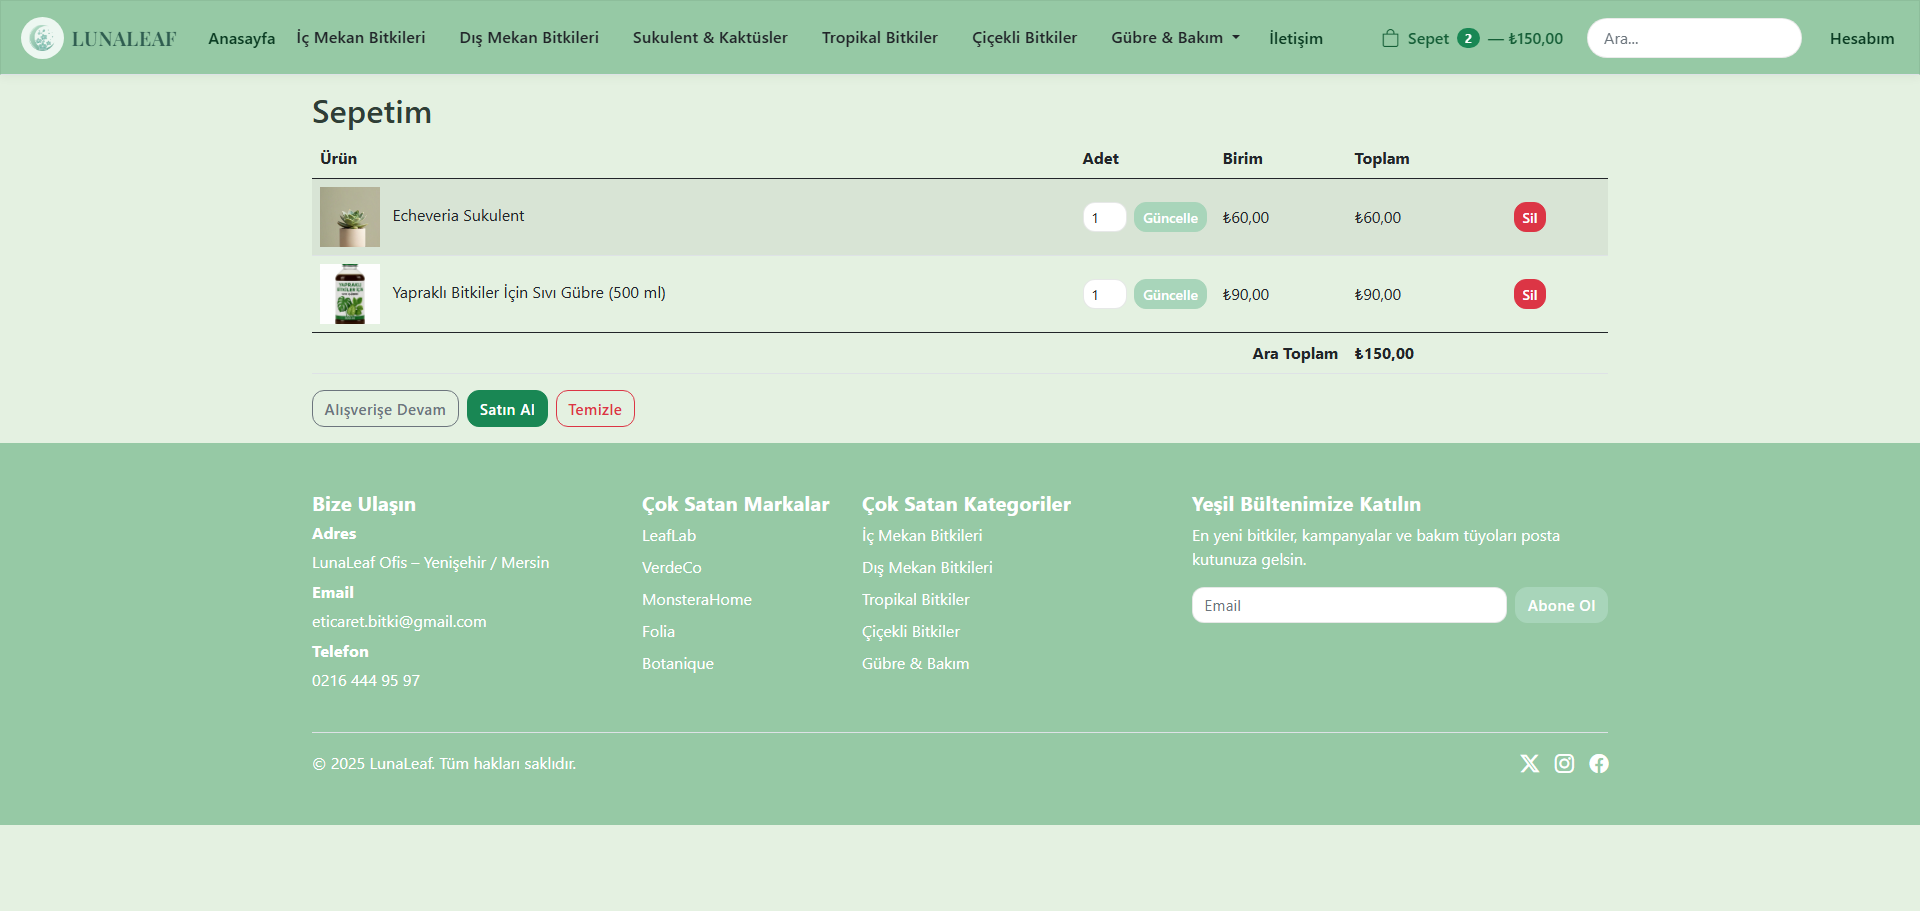 LUNALEAF Anasayfa İç Mekan Bitkileri Dış Mekan Bitkileri Sukulent & Kaktüsler Tropikal Bitkiler Çiçekli Bitkiler Gübre & Bakım İletişim Sepet 2 — ₺150,00 Ara... Hesabım
Sepetim
Ürün Adet Birim Toplam
Echeveria Sukulent 1 Güncelle ₺60,00 ₺60,00 Sil
YAPRAKLI
Yapraklı Bitkiler İçin Sıvı Gübre (500 ml) 1 Güncelle ₺90,00 ₺90,00 Sil
Ara Toplam ₺150,00
Alışverişe Devam Satın Al Temizle
Bize Ulaşın
Adres
LunaLeaf Ofis – Yenişehir / Mersin
Email
eticaret.bitki@gmail.com
Telefon
0216 444 95 97
Çok Satan Markalar
LeafLab
VerdeCo
MonsteraHome
Folia
Botanique
Çok Satan Kategoriler
İç Mekan Bitkileri
Dış Mekan Bitkileri
Tropikal Bitkiler
Çiçekli Bitkiler
Gübre & Bakım
Yeşil Bültenimize Katılın
En yeni bitkiler, kampanyalar ve bakım tüyoları posta
kutunuza gelsin.
Email Abone Ol
© 2025 LunaLeaf. Tüm hakları saklıdır.